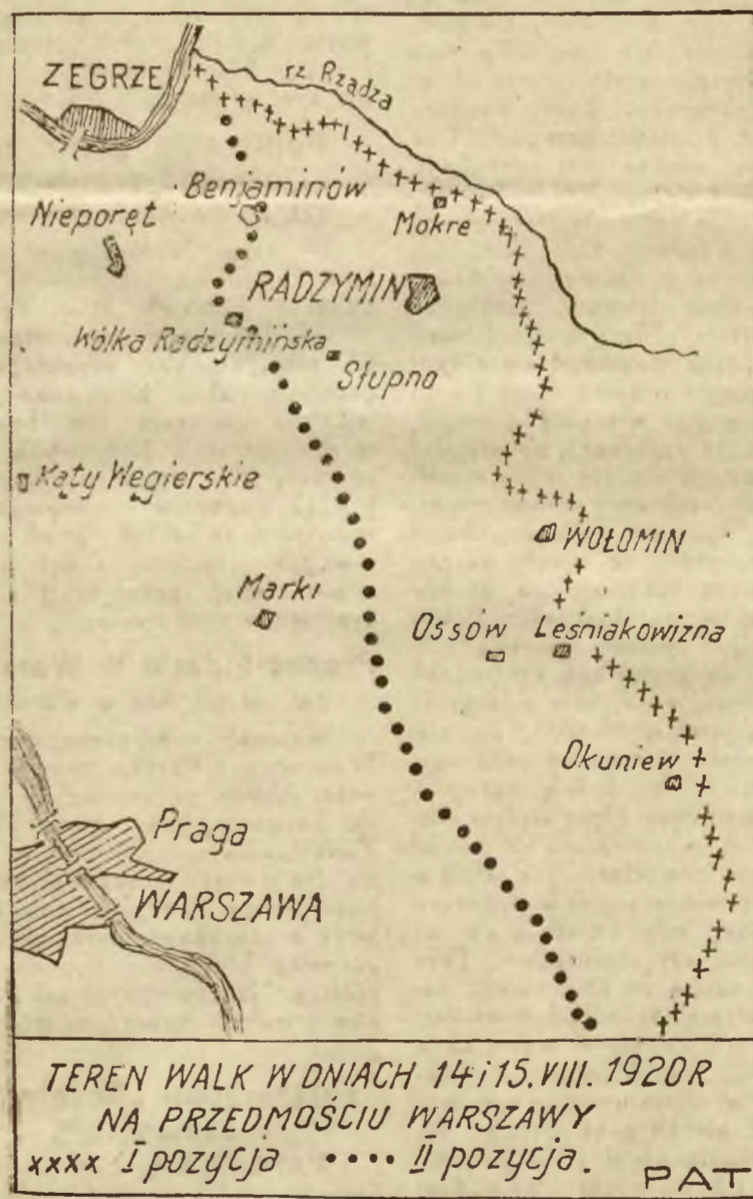 ZEGRZE
rz. Rządza
Benjaminów
Nieporęt
Mokre
RADZYMIN
Wólka Radzymińska
Słupno
Kąty Węgierskie
WOŁOMIN
Marki
Ossów
Leśniakowizna
Okuniew
Praga
WARSZAWA
TEREN WALK W DNIACH 14 i 15. VIII. 1920 R
NA PRZEDMOŚCIU WARSZAWY
xxxx I pozycja •••• II pozycja.
PAT